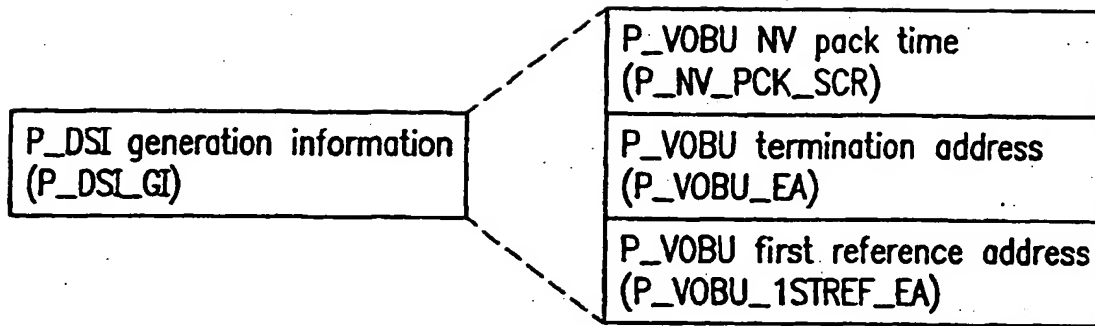 P_DSI generation information
(P_DSI_GI)
P_VOBU NV pack time
(P_NV_PCK_SCR)
P_VOBU termination address
(P_VOBU_EA)
P_VOBU first reference address
(P_VOBU_1STREF_EA)